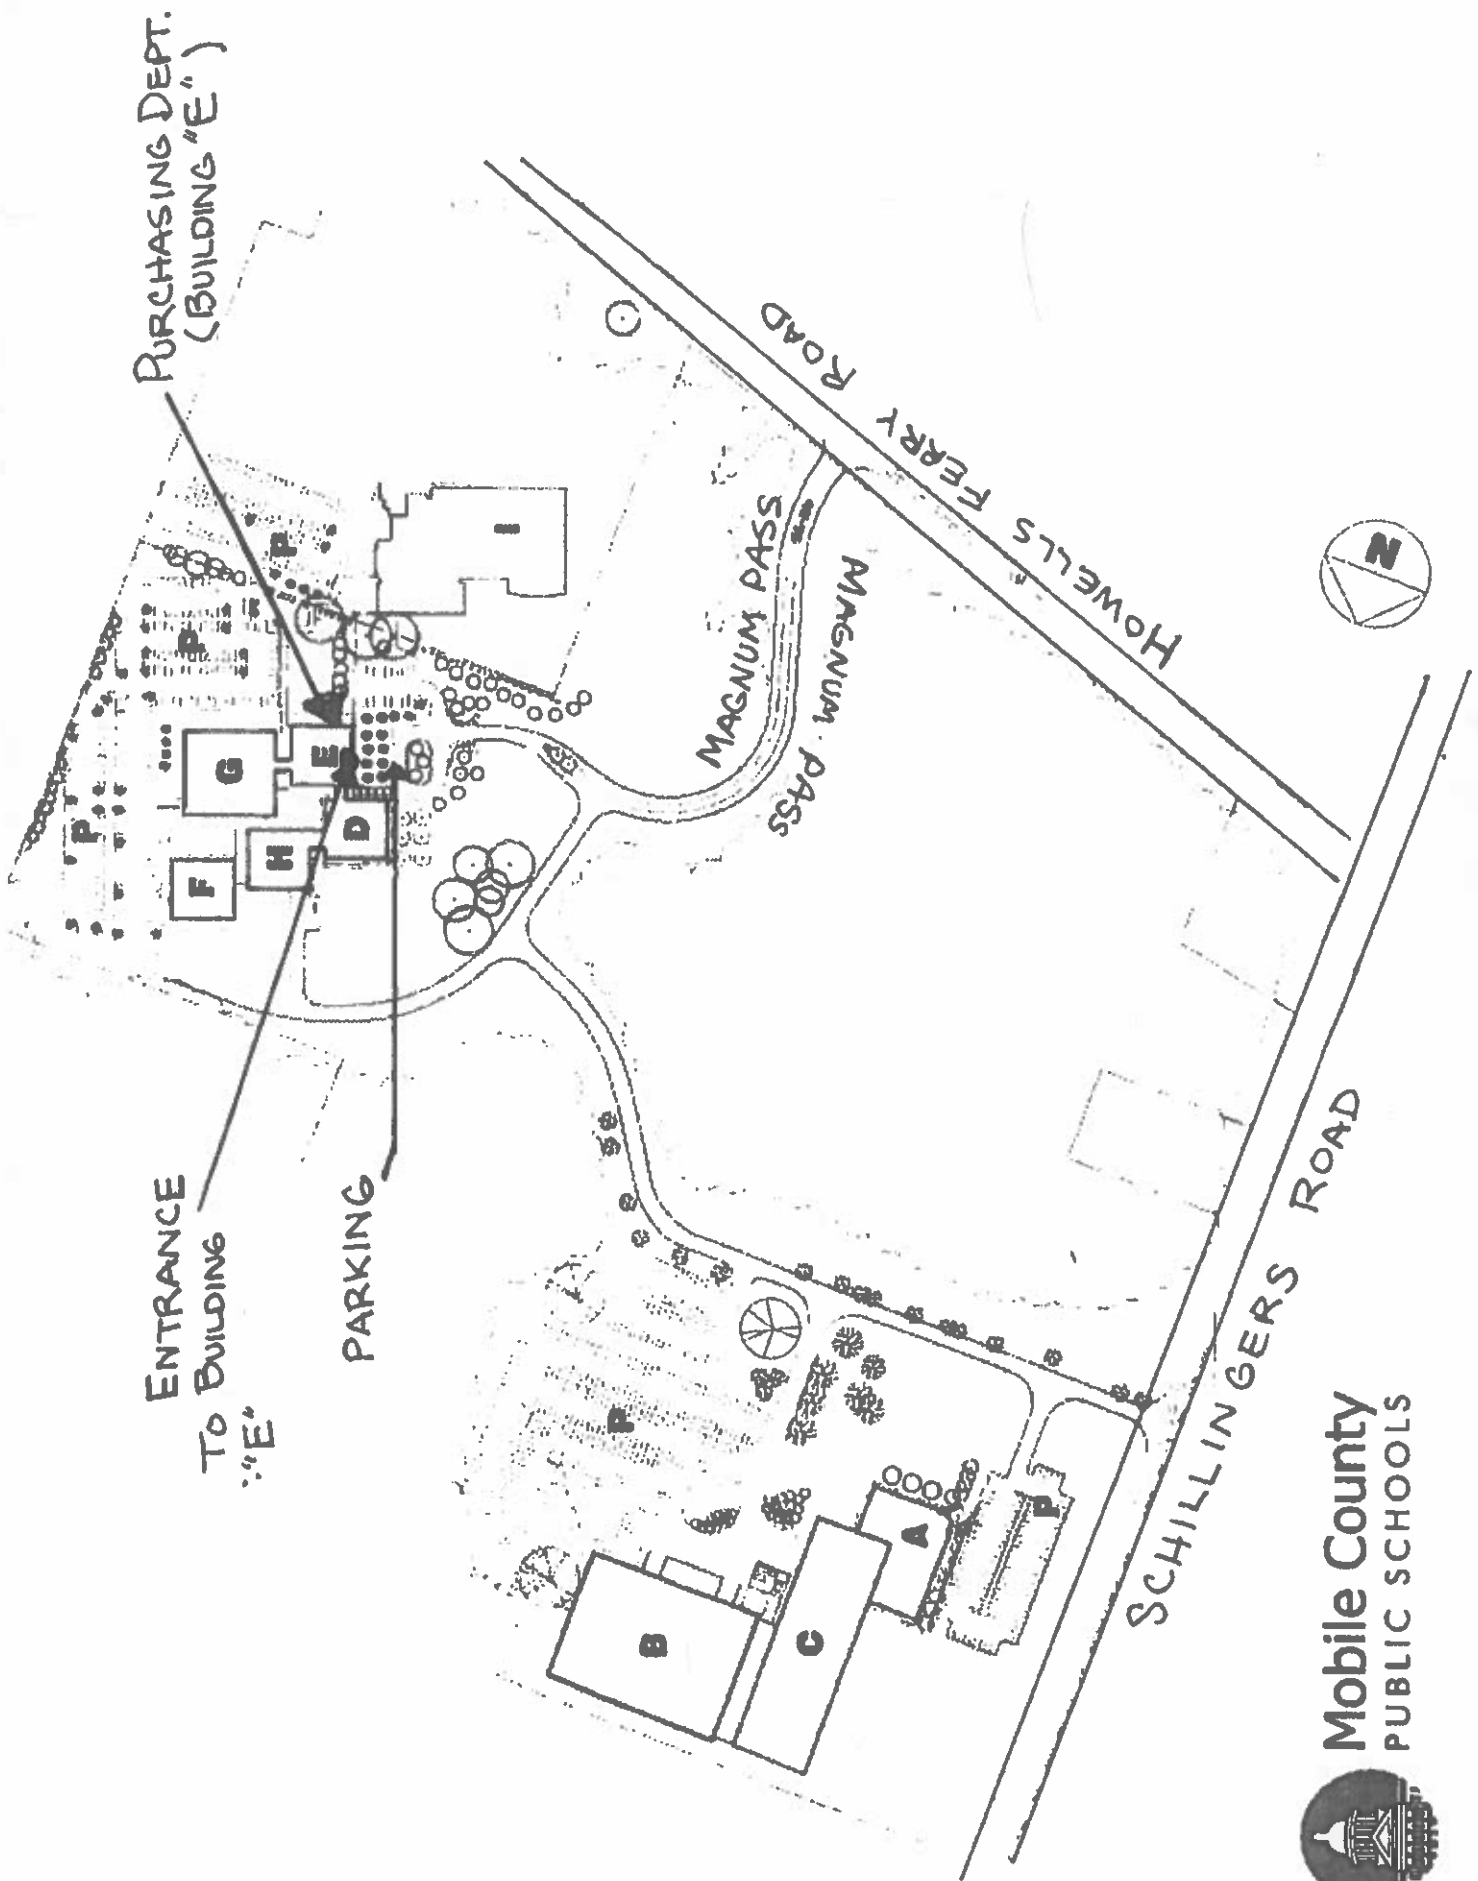 PURCHASING DEPT.
(BUILDING "E")
ENTRANCE
TO BUILDING
"E"
PARKING
P
P
P
G
E
F
H
D
I
MAGNUM PASS
MAGNUM PASS
HOWELLS FERRY ROAD
N
P
B
C
A
P
SCHILLINGERS ROAD
Mobile County
PUBLIC SCHOOLS